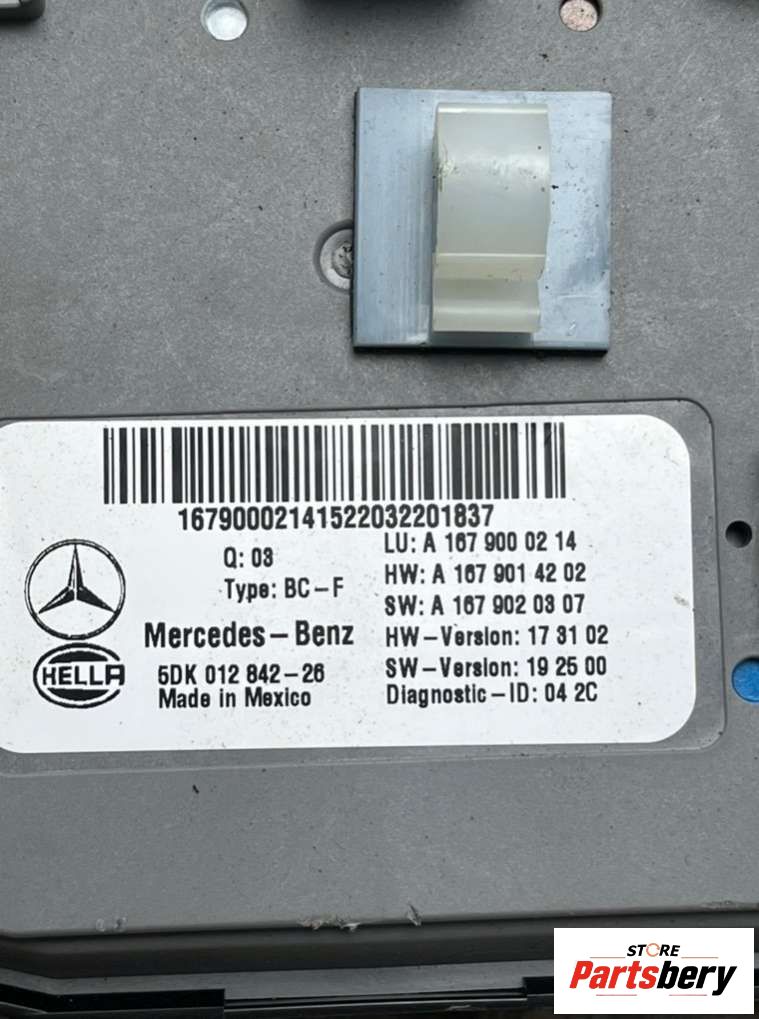 16790002141522032201837
Q: 03
Type: BC-F
LU: A 167 900 02 14
HW: A 167 901 42 02
SW: A 167 902 03 07
Mercedes-Benz
HW-Version: 17 31 02
HELLA
5DK 012 842-26
SW-Version: 19 25 00
Made in Mexico
Diagnostic-ID: 04 2C
STORE
Partsbery